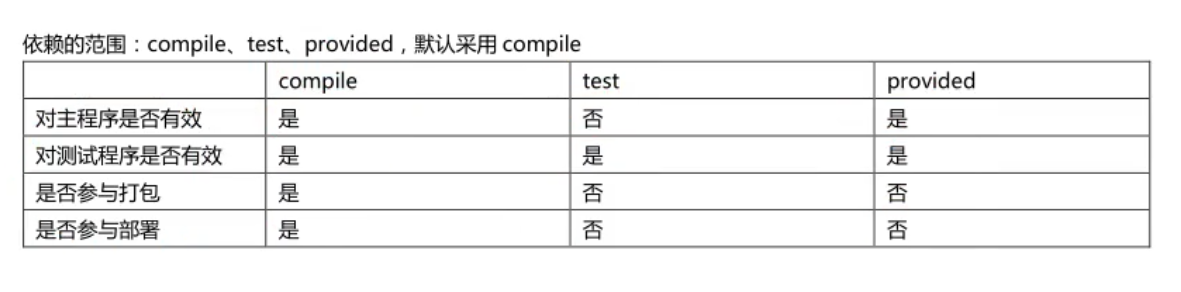 依赖的范围：compile、test、provided，默认采用 compile
compile test provided
对主程序是否有效 是 否 是
对测试程序是否有效 是 是 是
是否参与打包 是 否 否
是否参与部署 是 否 否